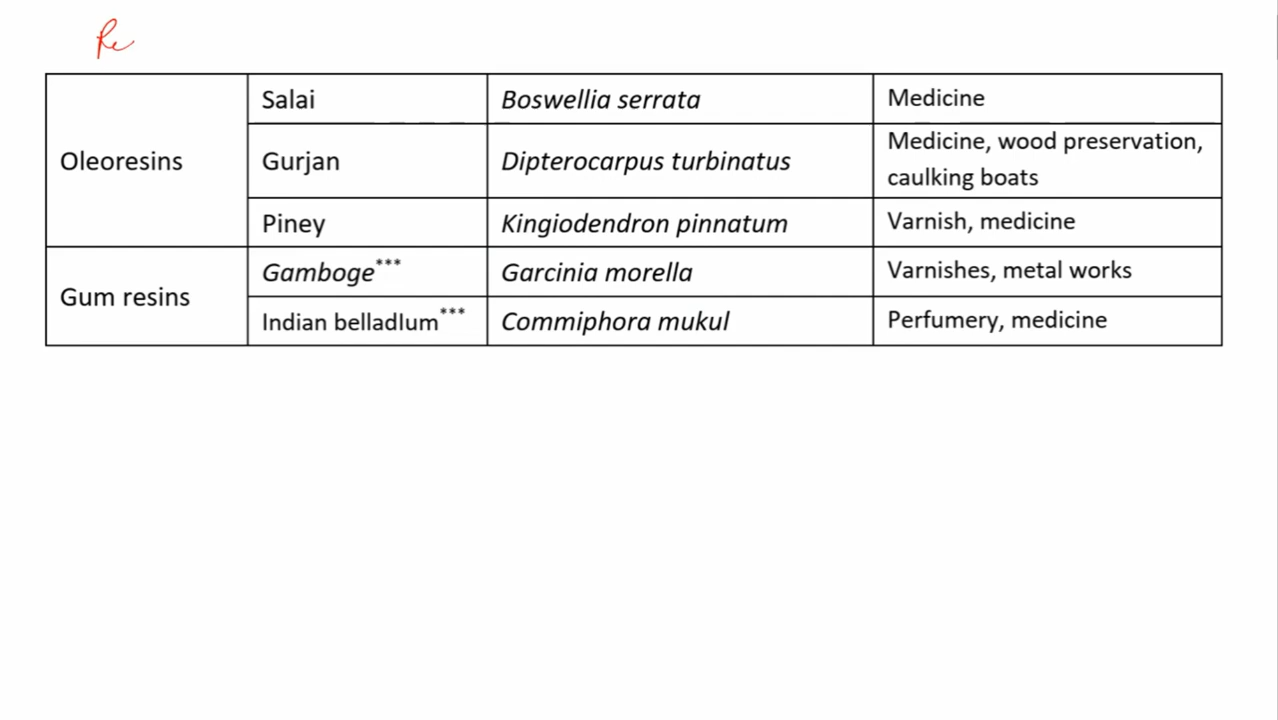 Re
Oleoresins
Salai
Boswellia serrata
Medicine
Gurjan
Dipterocarpus turbinatus
Medicine, wood preservation,
caulking boats
Piney
Kingiodendron pinnatum
Varnish, medicine
Gum resins
Gamboge***
Garcinia morella
Varnishes, metal works
Indian belladlum***
Commiphora mukul
Perfumery, medicine